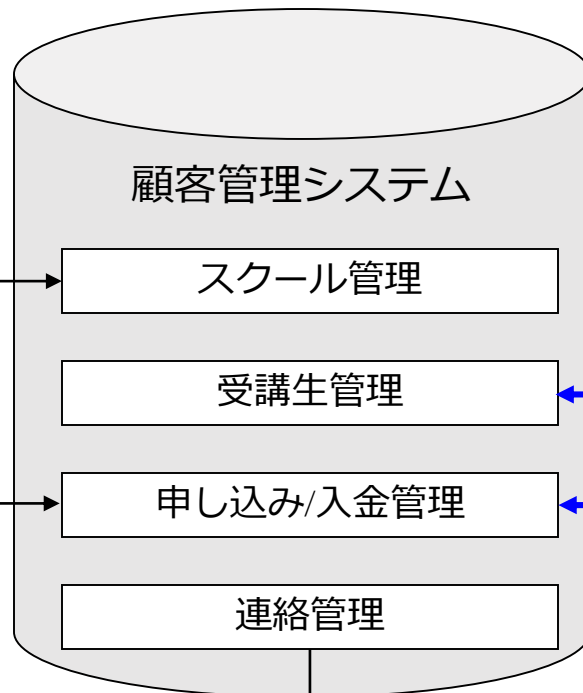 顧客管理システム
スクール管理
受講生管理
申し込み/入金管理
連絡管理